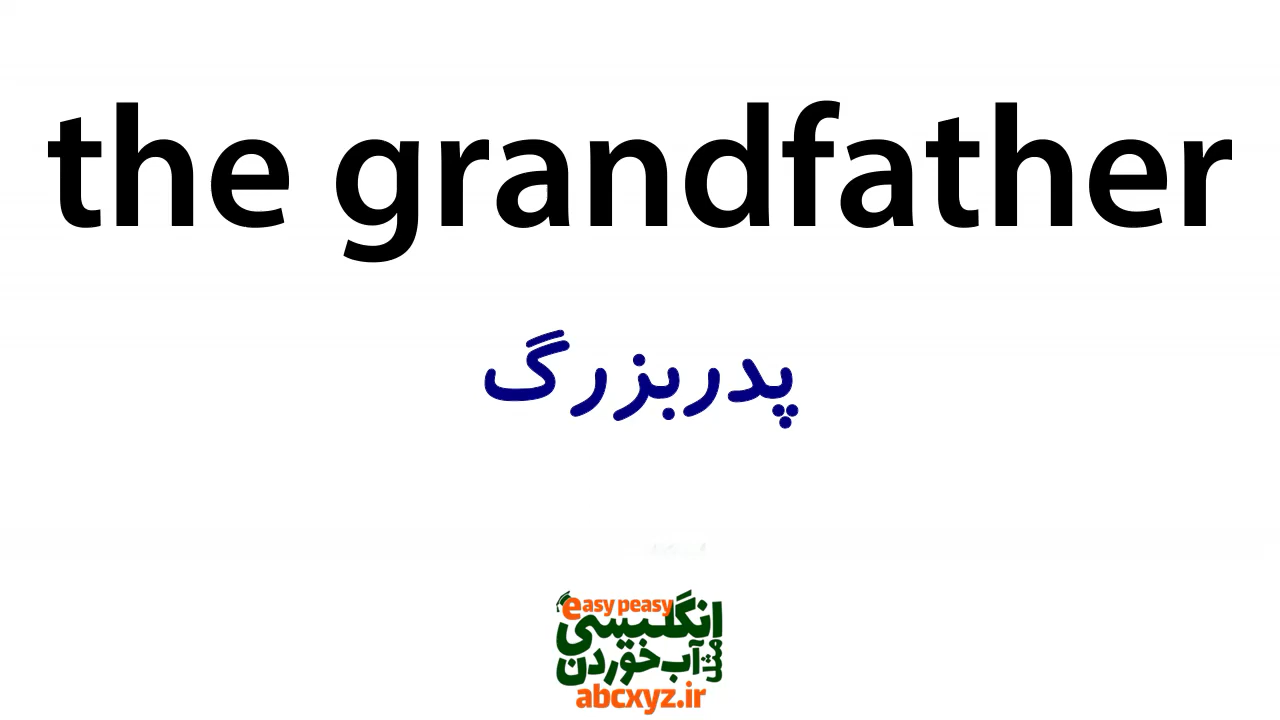 the grandfather
پدربزرگ
easy peasy
انگلیسی
مثل آب خوردن
abcxyz.ir